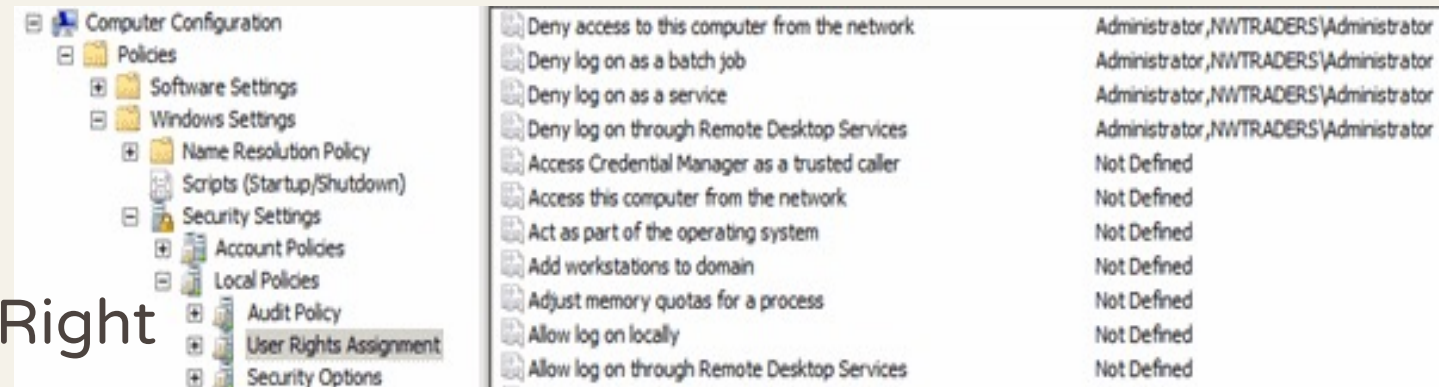 Computer Configuration
Policies
Software Settings
Windows Settings
Name Resolution Policy
Scripts (Startup/Shutdown)
Security Settings
Account Policies
Local Policies
Audit Policy
User Rights Assignment
Security Options
Right
Deny access to this computer from the network Administrator,NWTRADERS\Administrator
Deny log on as a batch job Administrator,NWTRADERS\Administrator
Deny log on as a service Administrator,NWTRADERS\Administrator
Deny log on through Remote Desktop Services Administrator,NWTRADERS\Administrator
Access Credential Manager as a trusted caller Not Defined
Access this computer from the network Not Defined
Act as part of the operating system Not Defined
Add workstations to domain Not Defined
Adjust memory quotas for a process Not Defined
Allow log on locally Not Defined
Allow log on through Remote Desktop Services Not Defined